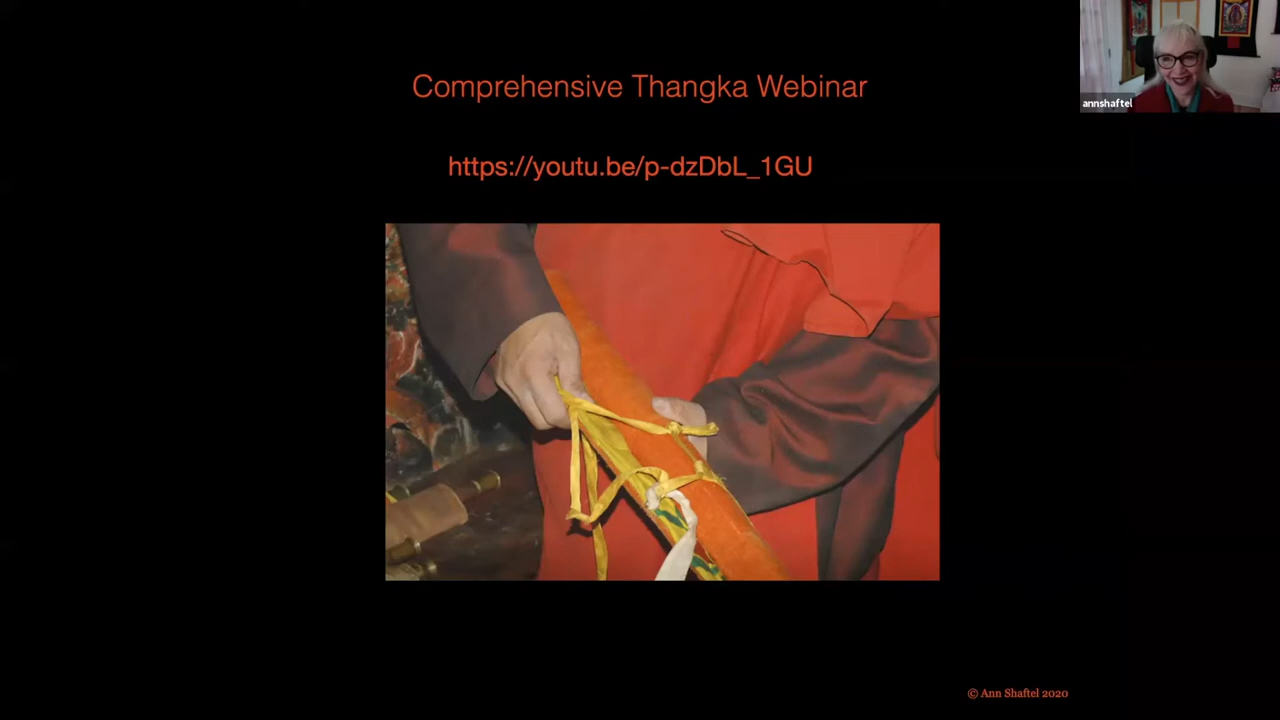 Comprehensive Thangka Webinar
https://youtu.be/p-dzDbL_1GU
annshaftel
© Ann Shaftel 2020